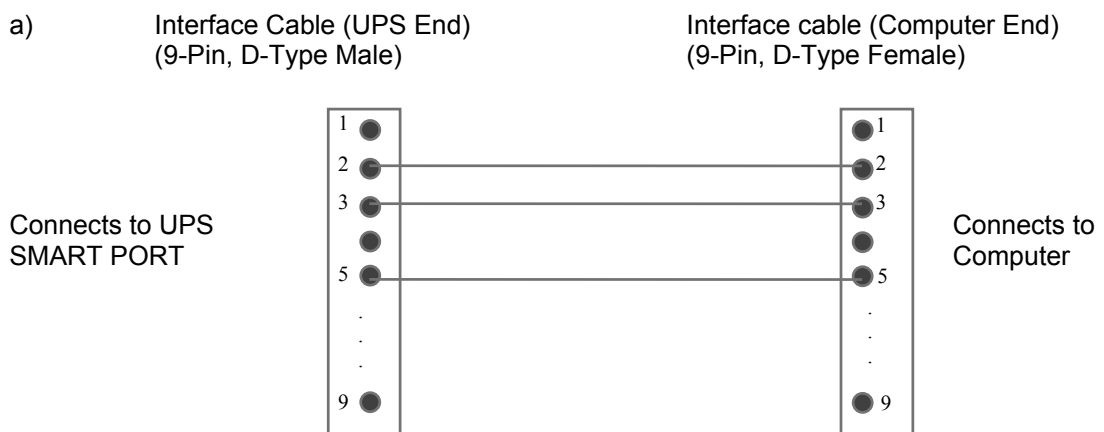 a) Interface Cable (UPS End) Interface cable (Computer End)
(9-Pin, D-Type Male) (9-Pin, D-Type Female)
1 1
2 2
3 3
Connects to UPS Connects to
SMART PORT Computer
5 5
. .
. .
. .
9 9